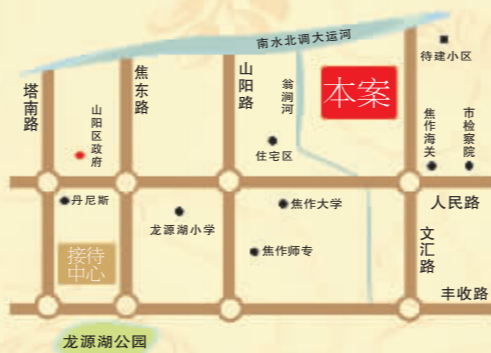 南水北调大运河
待建小区
塔南路
焦东路
山阳路
翁涧河
本案
山阳区政府
住宅区
焦作海关
市检察院
丹尼斯
龙源湖小学
焦作大学
人民路
接待
中心
焦作师专
文汇路
丰收路
龙源湖公园